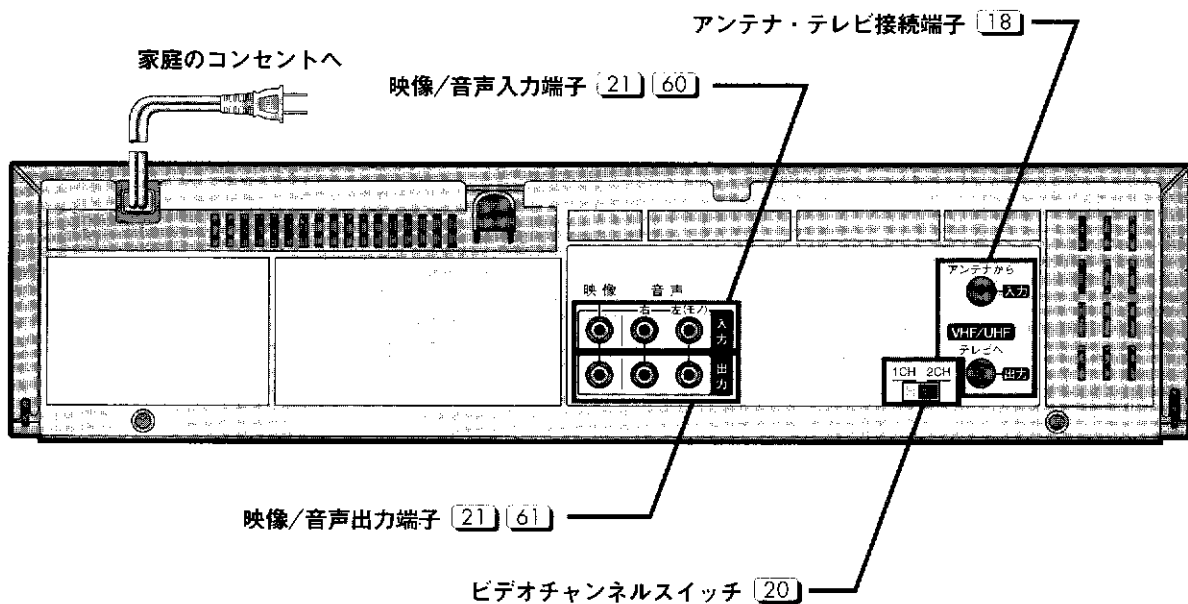 アンテナ・テレビ接続端子 18
家庭のコンセントへ
映像/音声入力端子 21 60
アンテナから
入力
VHF/UHF
テレビへ
出力
映像 音声
右 左(モノ)
入力
出力
1CH 2CH
映像/音声出力端子 21 61
ビデオチャンネルスイッチ 20